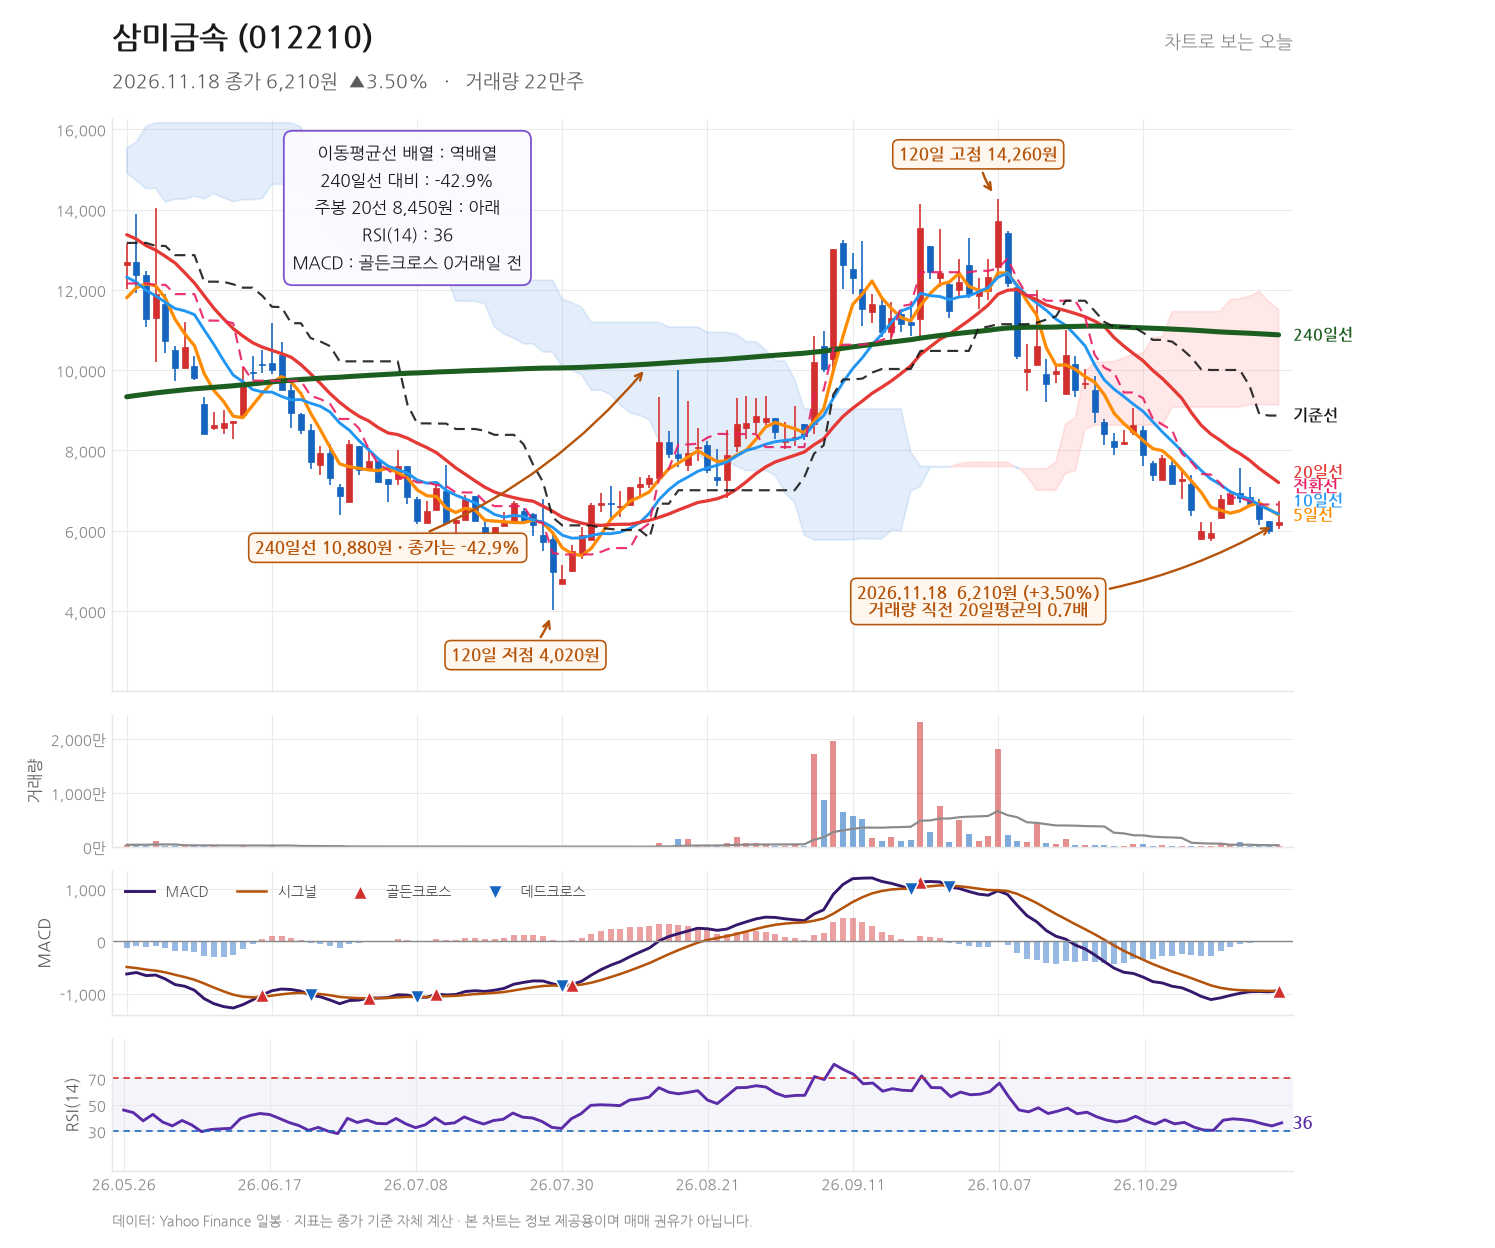 삼미금속 (012210)
차트로 보는 오늘
2026.11.18 종가 6,210원 ▲3.50% · 거래량 22만주
16,000
14,000
12,000
10,000
8,000
6,000
4,000
이동평균선 배열 : 역배열
240일선 대비 : -42.9%
주봉 20선 8,450원 : 아래
RSI(14) : 36
MACD : 골든크로스 0거래일 전
120일 고점 14,260원
240일선
기준선
20일선
전환선
10일선
5일선
240일선 10,880원 · 종가는 -42.9%
2026.11.18 6,210원 (+3.50%)
거래량 직전 20일평균의 0.7배
120일 저점 4,020원
거래량
2,000만
1,000만
0만
MACD
1,000
0
-1,000
MACD
시그널
골든크로스
데드크로스
RSI(14)
70
50
30
36
26.05.26
26.06.17
26.07.08
26.07.30
26.08.21
26.09.11
26.10.07
26.10.29
데이터: Yahoo Finance 일봉 · 지표는 종가 기준 자체 계산 · 본 차트는 정보 제공용이며 매매 권유가 아닙니다.